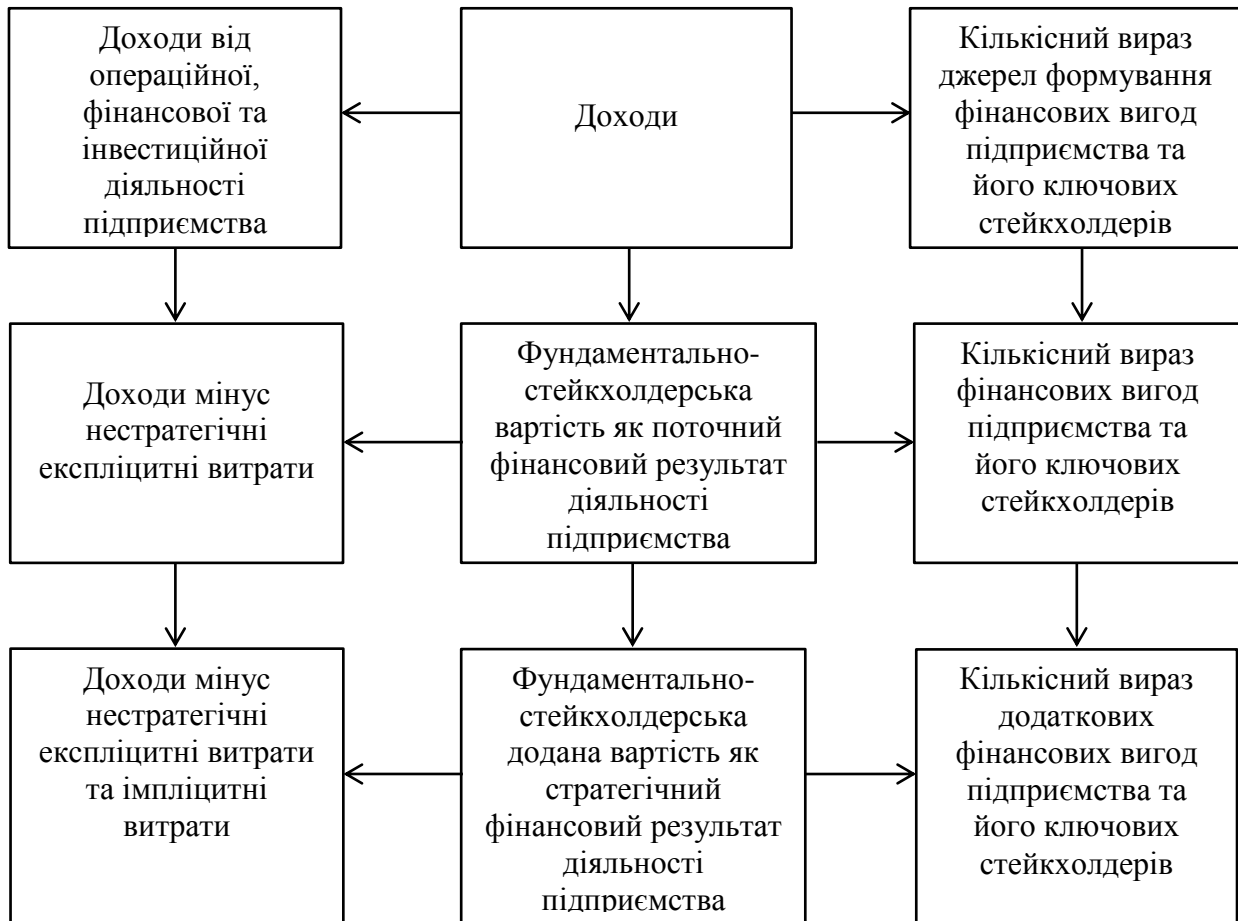 Доходи від
операційної,
фінансової та
інвестиційної
діяльності
підприємства
Доходи
Кількісний вираз
джерел формування
фінансових вигод
підприємства та
його ключових
стейкхолдерів
Доходи мінус
нестратегічні
експліцитні витрати
Фундаментально-
стейкхолдерська
вартість як поточний
фінансовий результат
діяльності
підприємства
Кількісний вираз
фінансових вигод
підприємства та
його ключових
стейкхолдерів
Доходи мінус
нестратегічні
експліцитні витрати
та імпліцитні
витрати
Фундаментально-
стейкхолдерська
додана вартість як
стратегічний
фінансовий результат
діяльності
підприємства
Кількісний вираз
додаткових
фінансових вигод
підприємства та
його ключових
стейкхолдерів